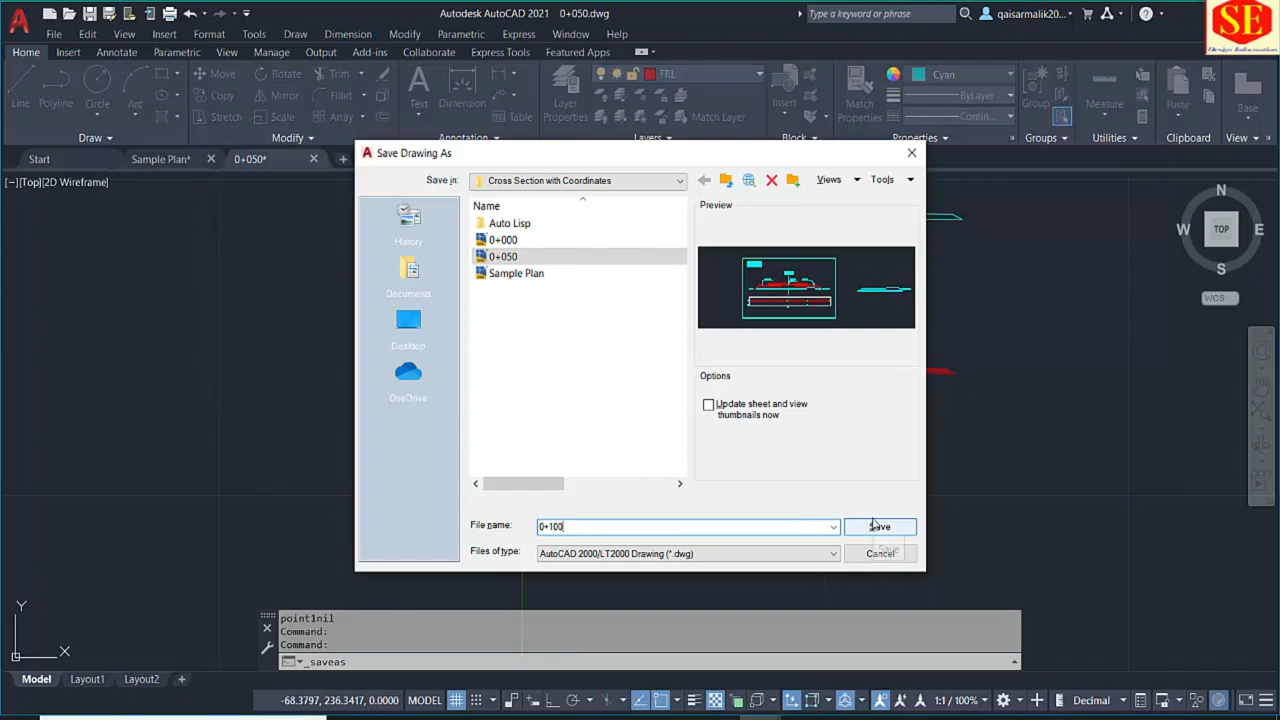 Autodesk AutoCAD 2021 0+050.dwg
Type a keyword or phrase
qaisarmalik20...
SE
File Edit View Insert Format Tools Draw Dimension Modify Parametric Express Window Help
Home Insert Annotate Parametric View Manage Output Add-ins Collaborate Express Tools Featured Apps
Line Polyline Circle Arc
Move Rotate Trim
Copy Mirror Fillet
Stretch Scale Array
Text Dimension Table
Layer Properties
FRL
Match Layer
Insert
Match Properties
Cyan
ByLayer
Contin...
Group
Measure
Paste
Base
Draw Modify Annotation Layers Block Properties Groups Utilities Clipboard View
Start Sample Plan* 0+050*
[−][Top][2D Wireframe]
Save Drawing As
Save in: Cross Section with Coordinates
Views Tools
Name
Auto Lisp
0+000
0+050
Sample Plan
History
Documents
Desktop
OneDrive
Preview
Options
Update sheet and view
thumbnails now
File name: 0+100 Save
Files of type: AutoCAD 2000/LT2000 Drawing (*.dwg) Cancel
Save
N
W TOP E
S
WCS
Y
X
point1nil
Command:
Command:
_saveas
Model Layout1 Layout2
-68.3797, 236.3417, 0.0000 MODEL 1:1 / 100% Decimal